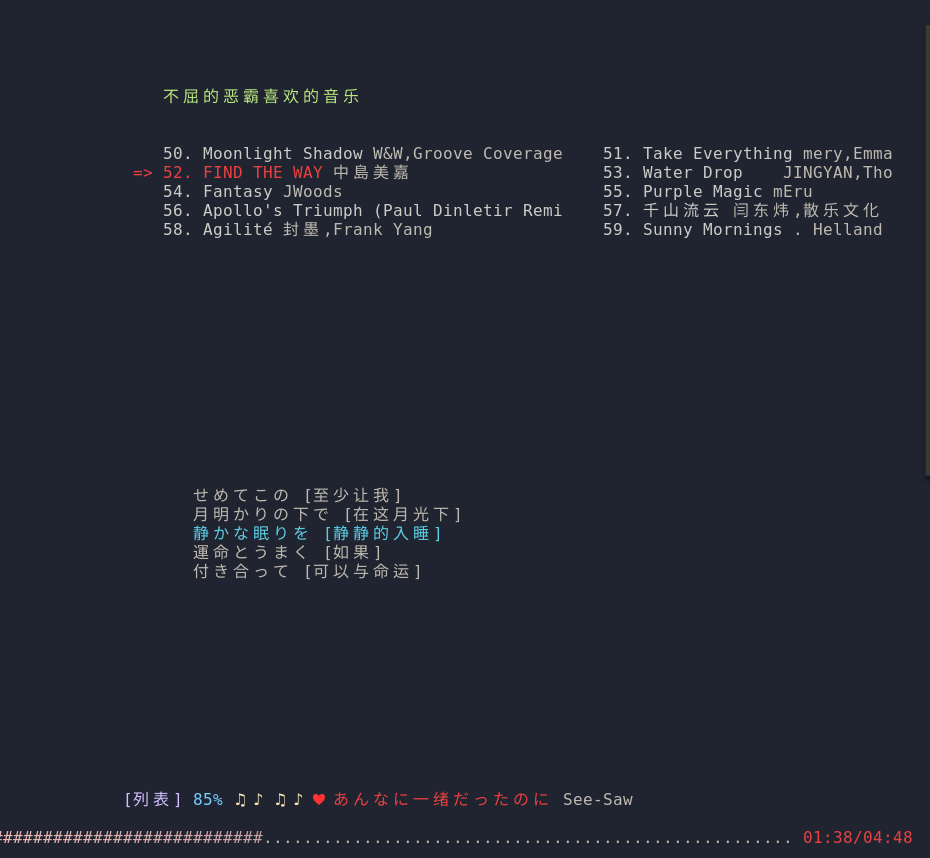 不屈的恶霸喜欢的音乐
50. Moonlight Shadow W&W,Groove Coverage 51. Take Everything mery,Emma
=> 52. FIND THE WAY 中島美嘉 53. Water Drop JINGYAN,Tho
54. Fantasy JWoods 55. Purple Magic mEru
56. Apollo's Triumph (Paul Dinletir Remi 57. 千山流云 闫东炜,散乐文化
58. Agilité 封墨,Frank Yang 59. Sunny Mornings . Helland
せめてこの [至少让我]
月明かりの下で [在这月光下]
静かな眠りを [静静的入睡]
運命とうまく [如果]
付き合って [可以与命运]
[列表] 85% ♫ ♪ ♫ ♪ ♥ あんなに一緒だったのに See-Saw
##########################..................................................... 01:38/04:48